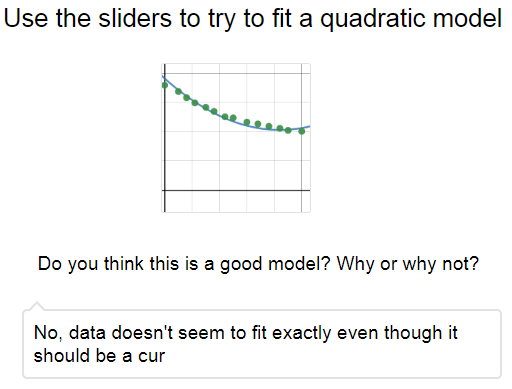 Use the sliders to try to fit a quadratic model
Do you think this is a good model? Why or why not?
No, data doesn't seem to fit exactly even though it
should be a cur